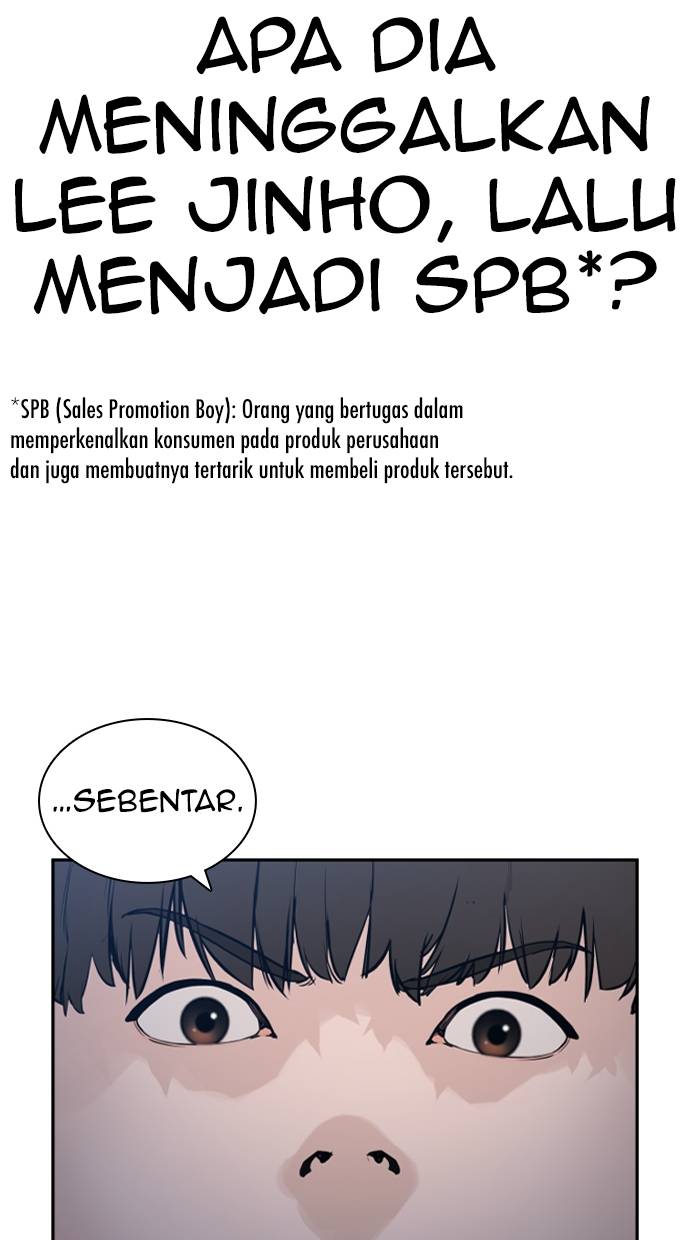 APA DIA
MENINGGALKAN
LEE JINHO, LALU
MENJADI SPB*?
*SPB (Sales Promotion Boy): Orang yang bertugas dalam
memperkenalkan konsumen pada produk perusahaan
dan juga membuatnya tertarik untuk membeli produk tersebut.
...SEBENTAR.